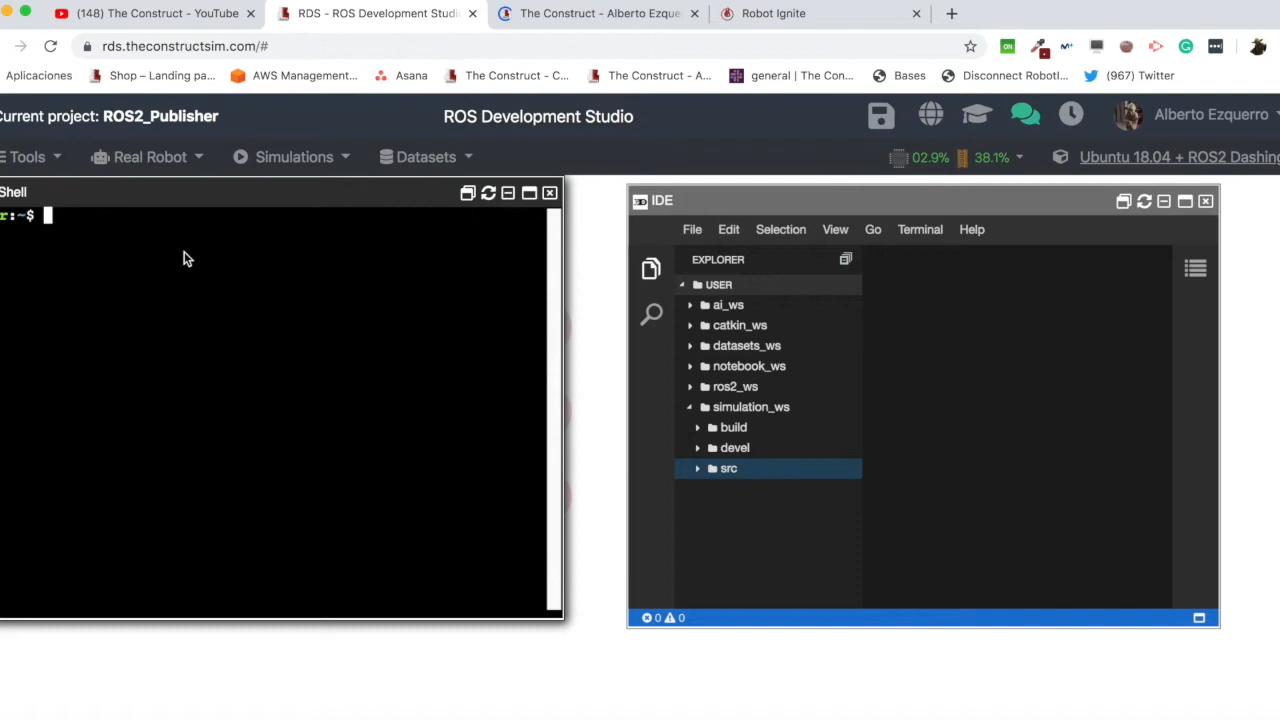 (148) The Construct - YouTube
RDS - ROS Development Studi
The Construct - Alberto Ezque
Robot Ignite
rds.theconstructsim.com/#
ON
Aplicaciones
Shop – Landing pa...
AWS Management...
Asana
The Construct - C...
The Construct - A...
general | The Con...
Bases
Disconnect RobotI...
(967) Twitter
Current project: ROS2_Publisher
ROS Development Studio
Alberto Ezquerro
Tools
Real Robot
Simulations
Datasets
02.9%
38.1%
Ubuntu 18.04 + ROS2 Dashing
Shell
r:~$
IDE
File Edit Selection View Go Terminal Help
EXPLORER
USER
ai_ws
catkin_ws
datasets_ws
notebook_ws
ros2_ws
simulation_ws
build
devel
src
0 0